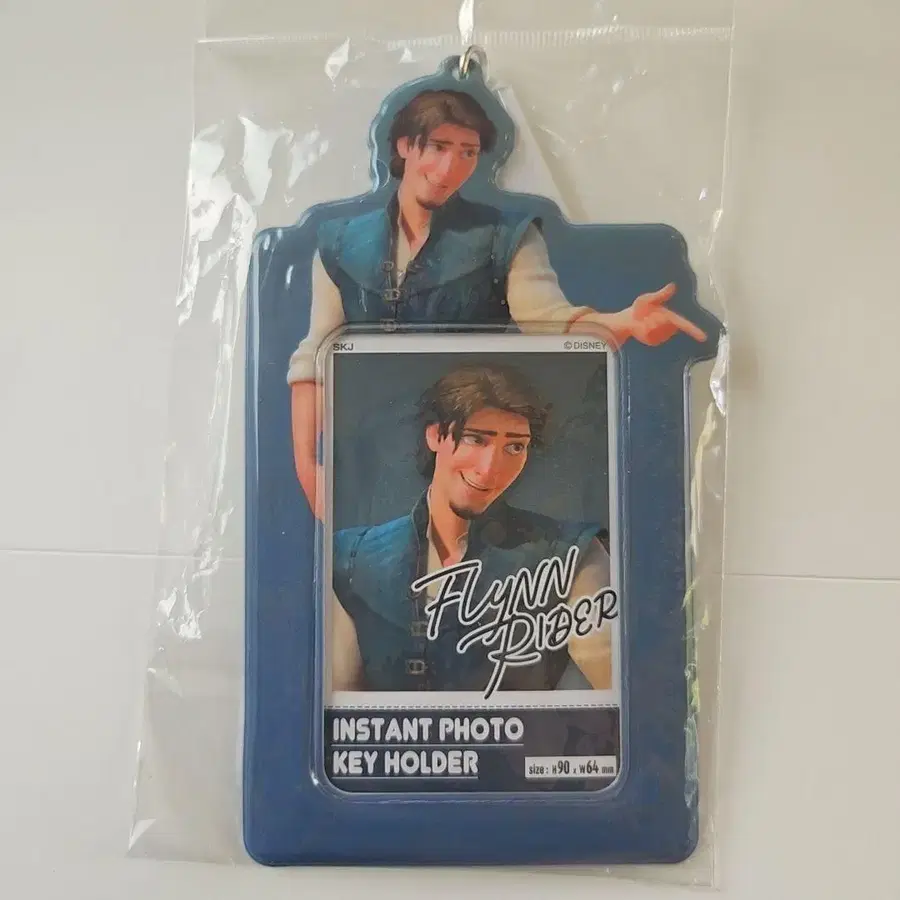 SKJ © DISNEY
FLYNN
RIDER
INSTANT PHOTO
KEY HOLDER
size : H90 x W64 mm